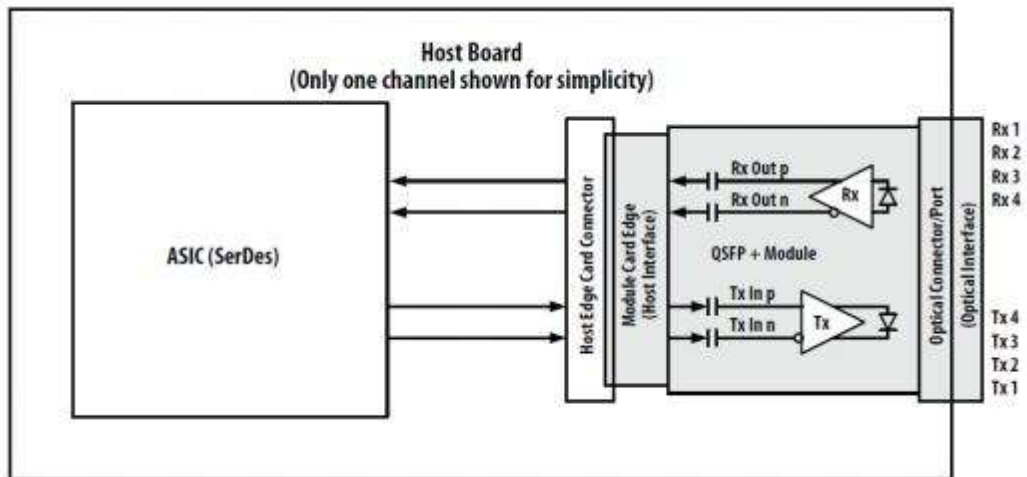 Host Board
(Only one channel shown for simplicity)
ASIC (SerDes)
Host Edge Card Connector
Module Card Edge
(Host Interface)
Rx Out p
Rx Out n
Rx
QSFP + Module
Tx In p
Tx In n
Tx
Optical Connector/Port
(Optical Interface)
Rx 1
Rx 2
Rx 3
Rx 4
Tx 4
Tx 3
Tx 2
Tx 1